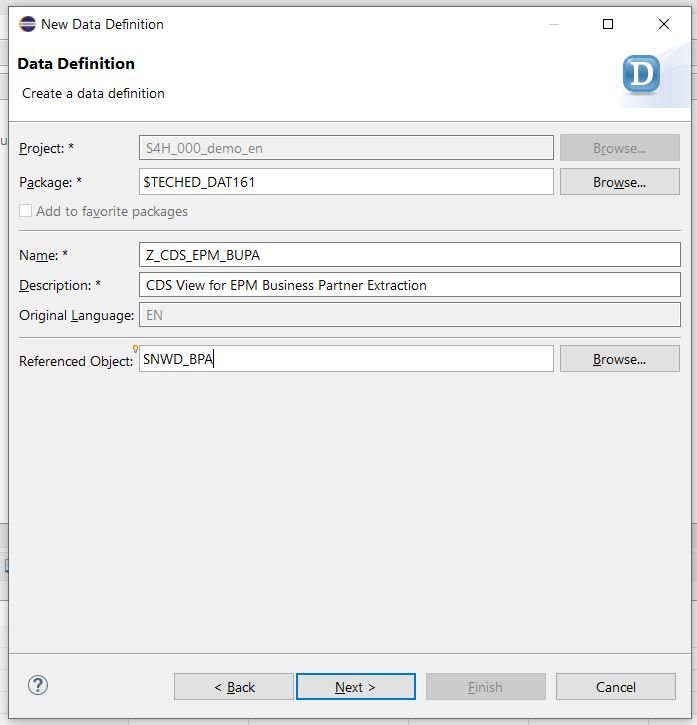 New Data Definition
Data Definition
D
Create a data definition
u
Project: * S4H_000_demo_en Browse...
Package: * $TECHED_DAT161 Browse...
Add to favorite packages
Name: * Z_CDS_EPM_BUPA
Description: * CDS View for EPM Business Partner Extraction
Original Language: EN
Referenced Object: SNWD_BPA Browse...
? < Back Next > Finish Cancel